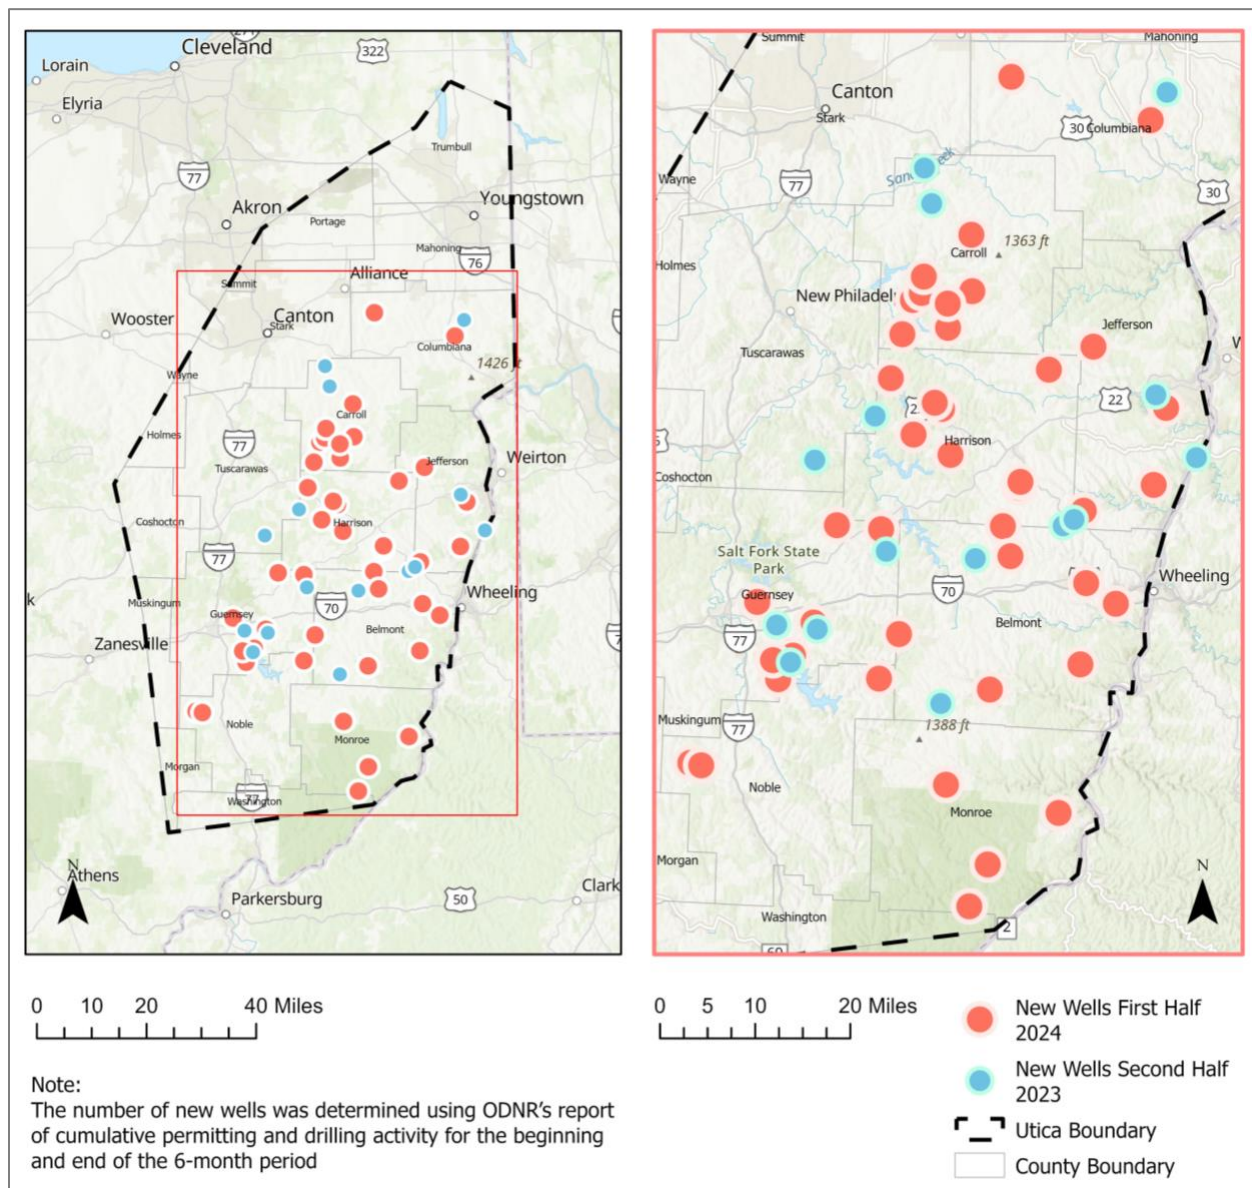 271
Cleveland
322
Lorain
Elyria
Trumbull
77
Youngstown
Akron
Portage
Mahoning
76
Alliance
Summit
Canton
Wooster
Stark
Columbiana
1426 ft
Wayne
Carroll
Holmes
77
Jefferson
Weirton
Tuscarawas
Coshocton
Harrison
77
k
Muskingum
Guernsey
70
Wheeling
Belmont
Zanesville
Noble
Monroe
Morgan
77
Washington
N
Athens
Clark
50
Parkersburg
Summit
Mahoning
Canton
Stark
30
Columbiana
Wayne
77
30
Carroll
1363 ft
Holmes
New Philadel
Jefferson
Tuscarawas
22
Harrison
Coshocton
Salt Fork State
Park
Guernsey
70
Wheeling
77
Belmont
Muskingum
77
1388 ft
Noble
Monroe
Morgan
N
Washington
2
0 10 20 40 Miles
0 5 10 20 Miles
New Wells First Half
2024
New Wells Second Half
2023
Utica Boundary
County Boundary
Note:
The number of new wells was determined using ODNR's report
of cumulative permitting and drilling activity for the beginning
and end of the 6-month period